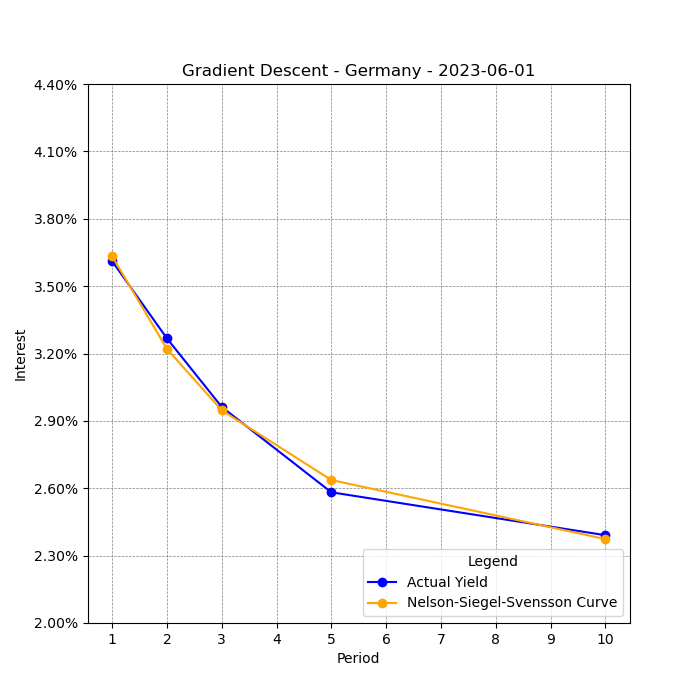 Gradient Descent - Germany - 2023-06-01
4.40%
4.10%
3.80%
3.50%
3.20%
2.90%
2.60%
2.30%
2.00%
Interest
1 2 3 4 5 6 7 8 9 10
Period
Legend
Actual Yield
Nelson-Siegel-Svensson Curve